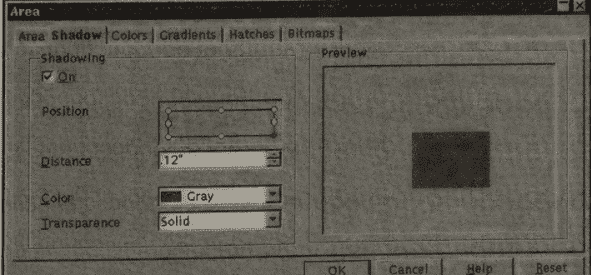 Area
Area Shadow Colors Gradients Hatches Bitmaps
Shadowing
On
Position
Distance .12"
Color Gray
Transparence Solid
Preview
OK Cancel Help Reset